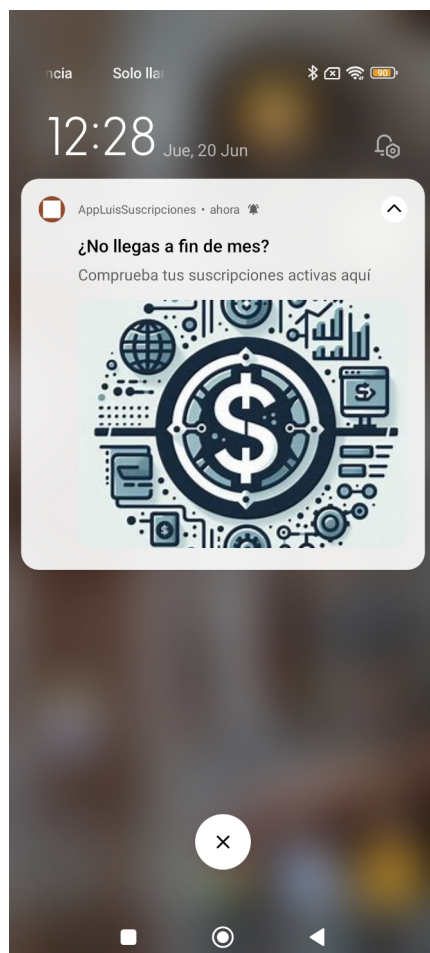 Solo lla
90
12:28 Jue, 20 Jun
AppLuisSuscripciones • ahora
¿No llegas a fin de mes?
Comprueba tus suscripciones activas aquí
$
$
$